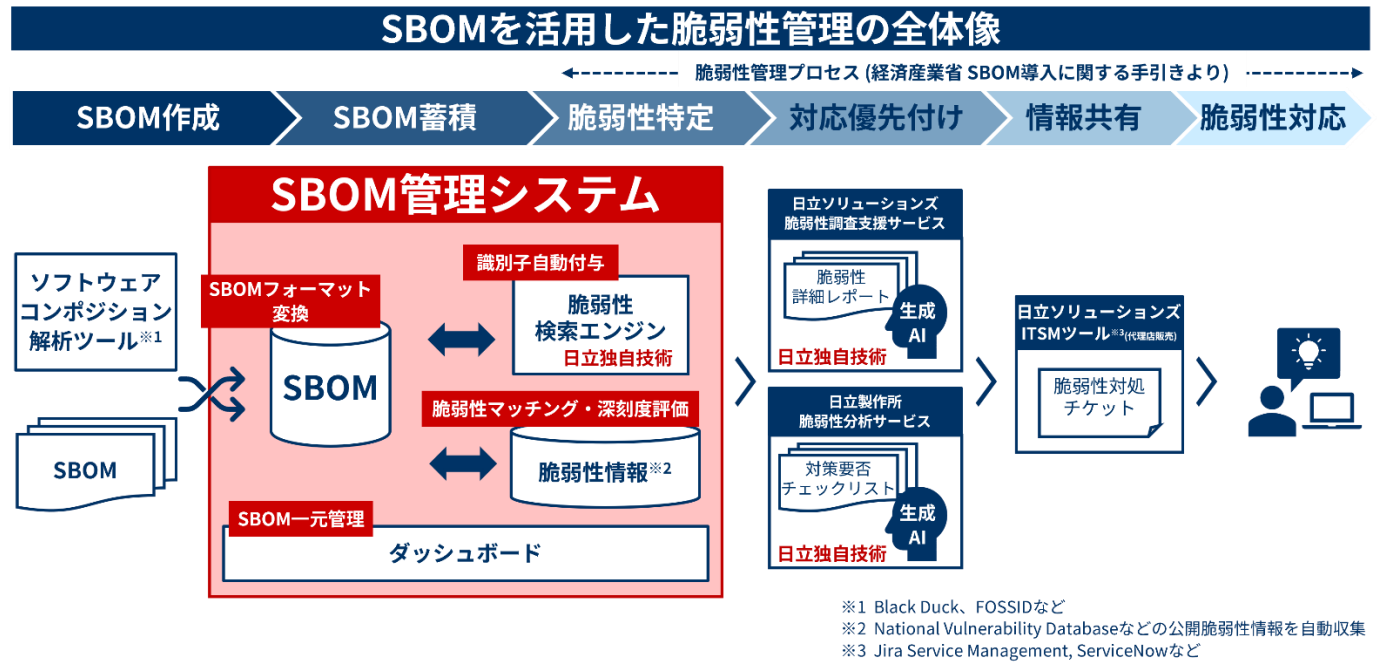 SBOMを活用した脆弱性管理の全体像
脆弱性管理プロセス (経済産業省 SBOM導入に関する手引きより)
SBOM作成
SBOM蓄積
脆弱性特定
対応優先付け
情報共有
脆弱性対応
SBOM管理システム
ソフトウェア
コンポジション
解析ツール※1
SBOM
SBOMフォーマット
変換
SBOM
識別子自動付与
脆弱性
検索エンジン
日立独自技術
脆弱性マッチング・深刻度評価
脆弱性情報※2
SBOM一元管理
ダッシュボード
日立ソリューションズ
脆弱性調査支援サービス
脆弱性
詳細レポート
生成
AI
日立独自技術
日立製作所
脆弱性分析サービス
対策要否
チェックリスト
生成
AI
日立独自技術
日立ソリューションズ
ITSMツール※3(代理店販売)
脆弱性対処
チケット
※1 Black Duck、FOSSIDなど
※2 National Vulnerability Databaseなどの公開脆弱性情報を自動収集
※3 Jira Service Management, ServiceNowなど